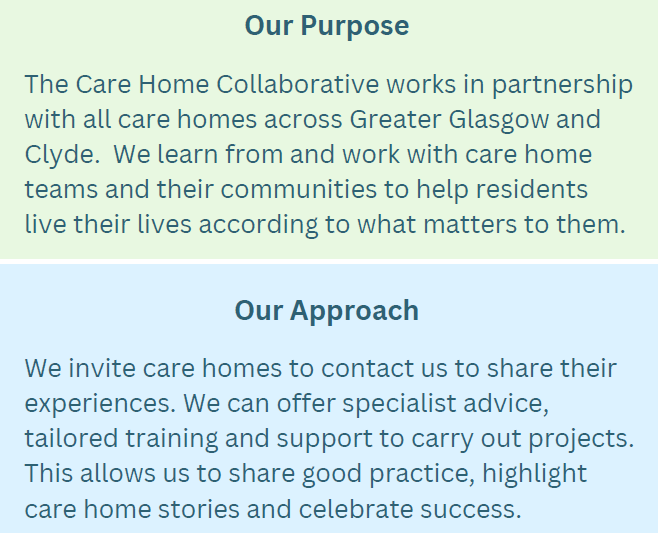 Our Purpose
The Care Home Collaborative works in partnership
with all care homes across Greater Glasgow and
Clyde.  We learn from and work with care home
teams and their communities to help residents
live their lives according to what matters to them.
Our Approach
We invite care homes to contact us to share their
experiences. We can offer specialist advice,
tailored training and support to carry out projects.
This allows us to share good practice, highlight
care home stories and celebrate success.